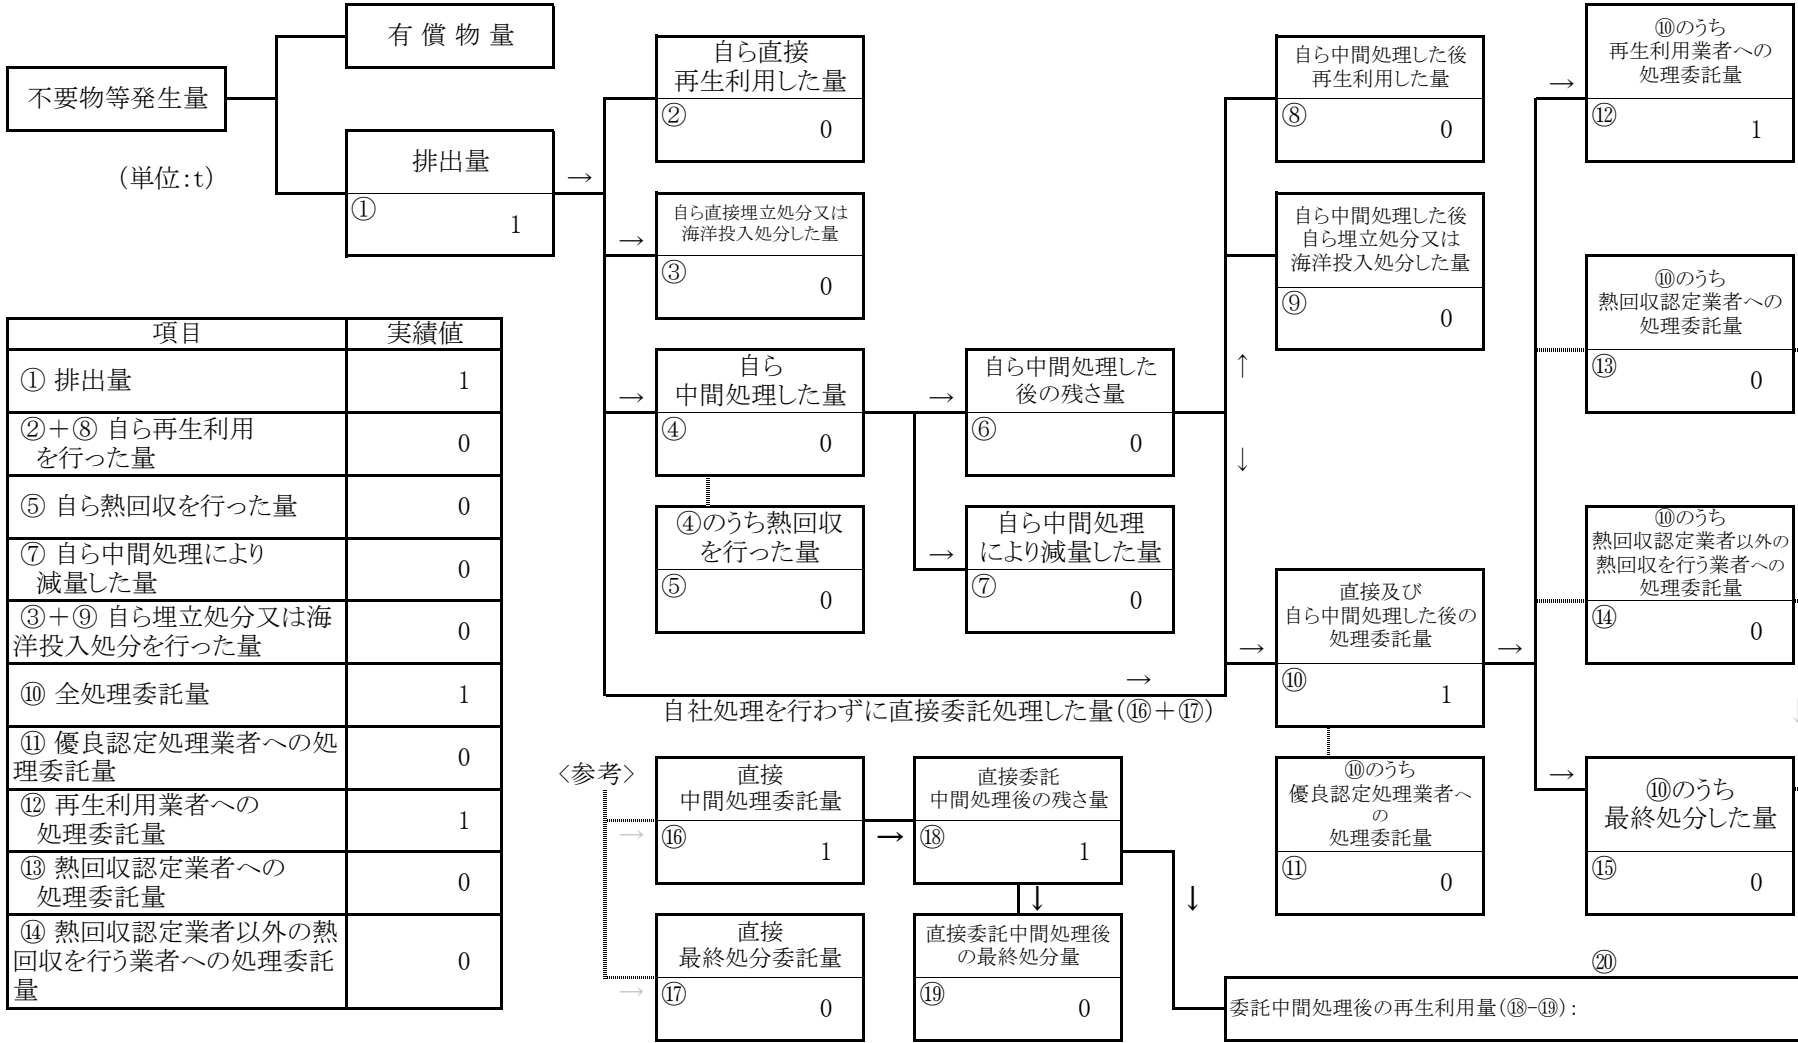 不要物等発生量
有 償 物 量
(単位:t)
排出量
①
1
→
自ら直接
再生利用した量
②
0
→
自ら直接埋立処分又は
海洋投入処分した量
③
0
→
自ら
中間処理した量
④
0
④のうち熱回収
を行った量
⑤
0
→
自ら中間処理した
後の残さ量
⑥
0
→
自ら中間処理
により減量した量
⑦
0
自ら中間処理した後
再生利用した量
⑧
0
自ら中間処理した後
自ら埋立処分又は
海洋投入処分した量
⑨
0
↑
↓
→
自社処理を行わずに直接委託処理した量(⑯+⑰)
→
直接及び
自ら中間処理した後の
処理委託量
⑩
1
→
⑩のうち
優良認定処理業者へ
の
処理委託量
⑪
0
→
⑩のうち
再生利用業者への
処理委託量
⑫
1
⑩のうち
熱回収認定業者への
処理委託量
⑬
0
⑩のうち
熱回収認定業者以外の
熱回収を行う業者への
処理委託量
⑭
0
→
⑩のうち
最終処分した量
⑮
0
項目 実績値
① 排出量 1
②+⑧ 自ら再生利用
を行った量 0
⑤ 自ら熱回収を行った量 0
⑦ 自ら中間処理により
減量した量 0
③+⑨ 自ら埋立処分又は海
洋投入処分を行った量 0
⑩ 全処理委託量 1
⑪ 優良認定処理業者への処
理委託量 0
⑫ 再生利用業者への
処理委託量 1
⑬ 熱回収認定業者への
処理委託量 0
⑭ 熱回収認定業者以外の熱
回収を行う業者への処理委託
量 0
<参考>
→
直接
中間処理委託量
⑯
1
→
直接委託
中間処理後の残さ量
⑱
1
↓
↓
→
直接
最終処分委託量
⑰
0
直接委託中間処理後
の最終処分量
⑲
0
⑳
委託中間処理後の再生利用量(⑱-⑲):